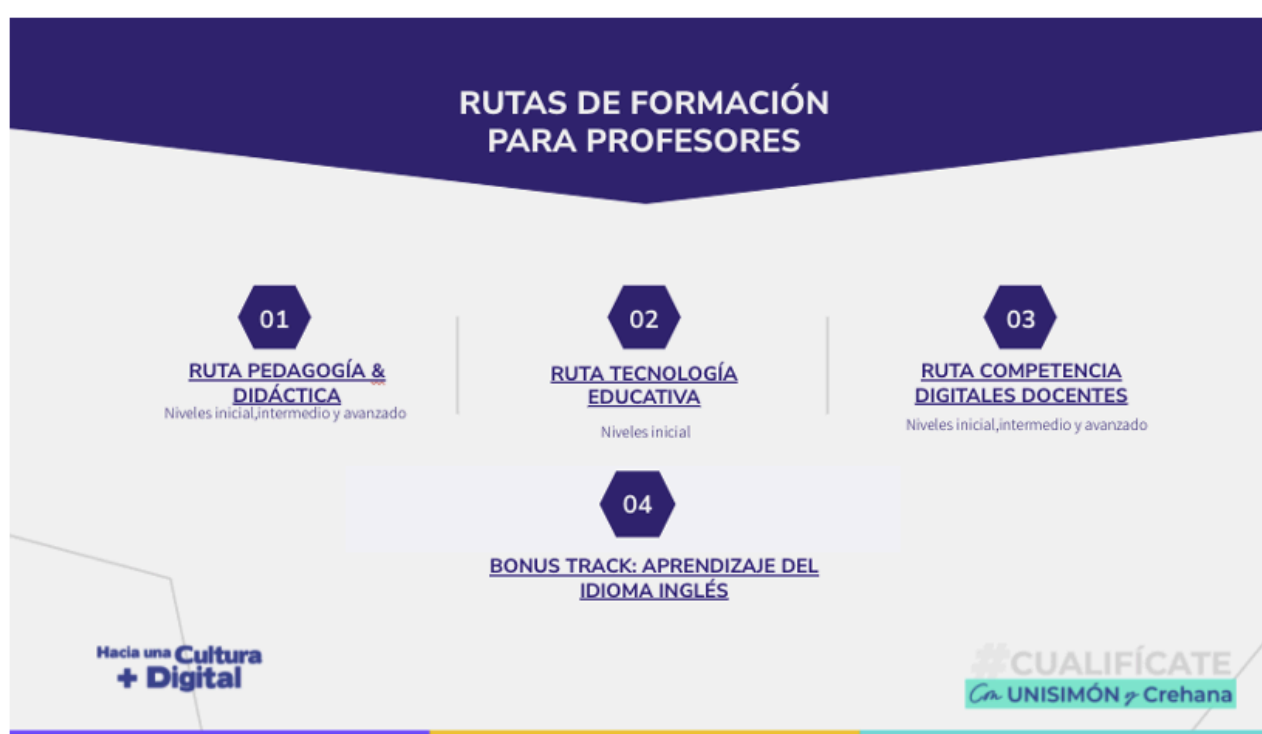 RUTAS DE FORMACIÓN
PARA PROFESORES
01
RUTA PEDAGOGÍA &
DIDÁCTICA
Niveles inicial,intermedio y avanzado
02
RUTA TECNOLOGÍA
EDUCATIVA
Niveles inicial
03
RUTA COMPETENCIA
DIGITALES DOCENTES
Niveles inicial,intermedio y avanzado
04
BONUS TRACK: APRENDIZAJE DEL
IDIOMA INGLÉS
Hacia una Cultura
+ Digital
#CUALIFÍCATE
Con UNISIMÓN y Crehana